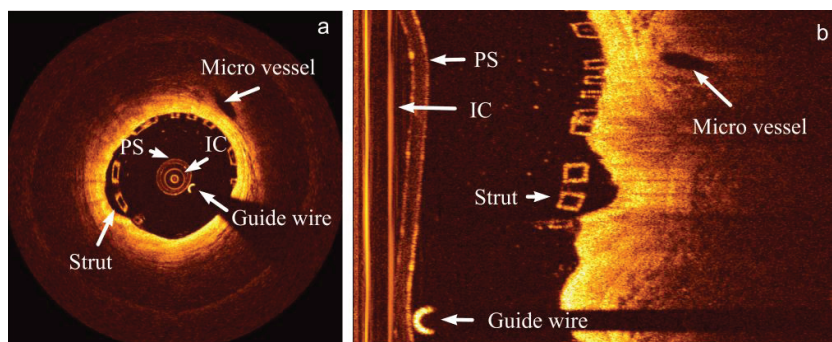 a
Micro vessel
PS
IC
Guide wire
Strut
b
PS
IC
Micro vessel
Strut
Guide wire